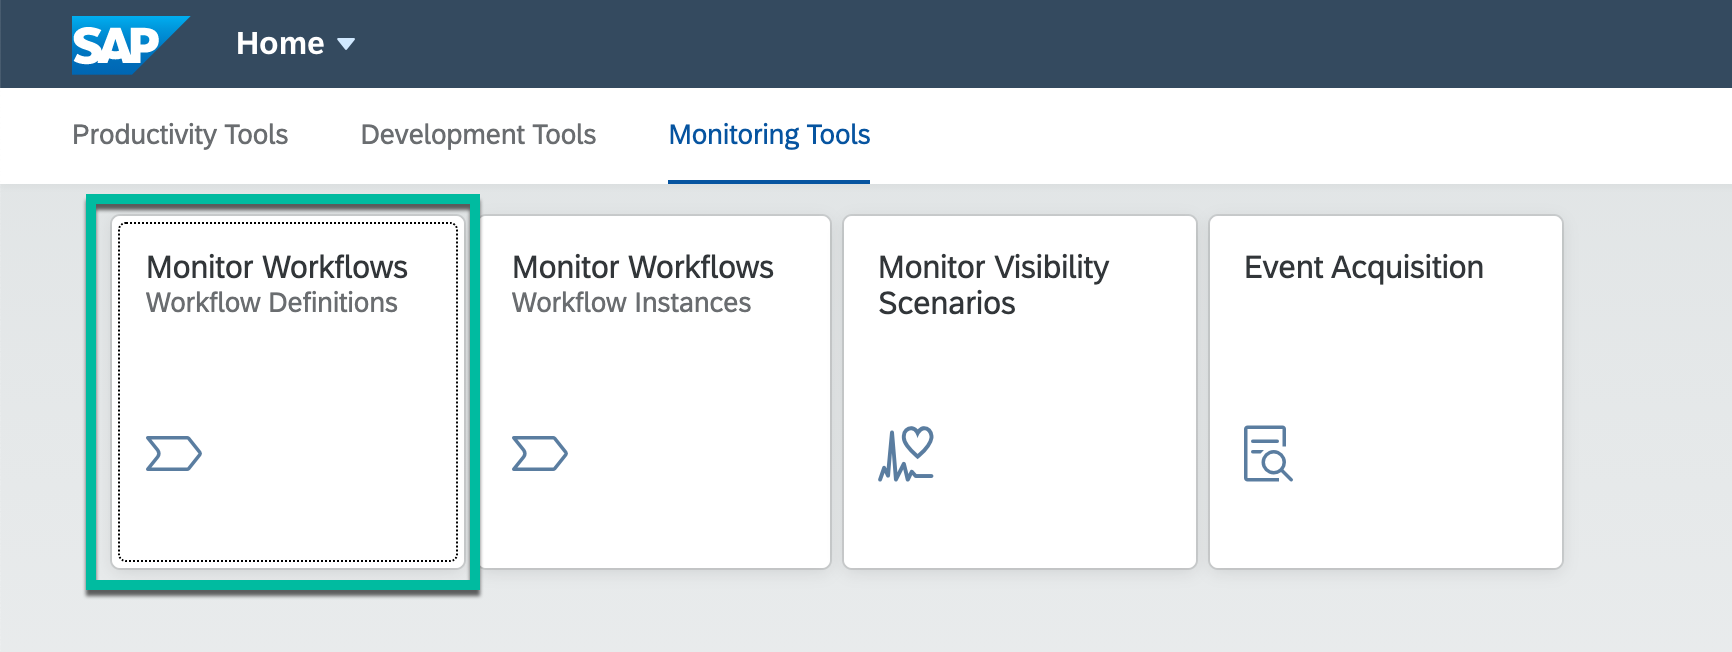 SAP Home
Productivity Tools Development Tools Monitoring Tools
Monitor Workflows
Workflow Definitions
Monitor Workflows
Workflow Instances
Monitor Visibility
Scenarios
Event Acquisition